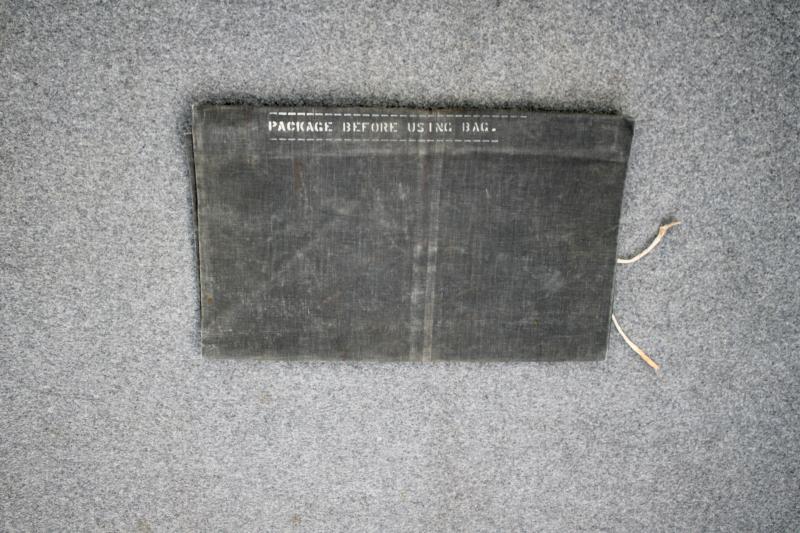 PACKAGE BEFORE USING BAG.